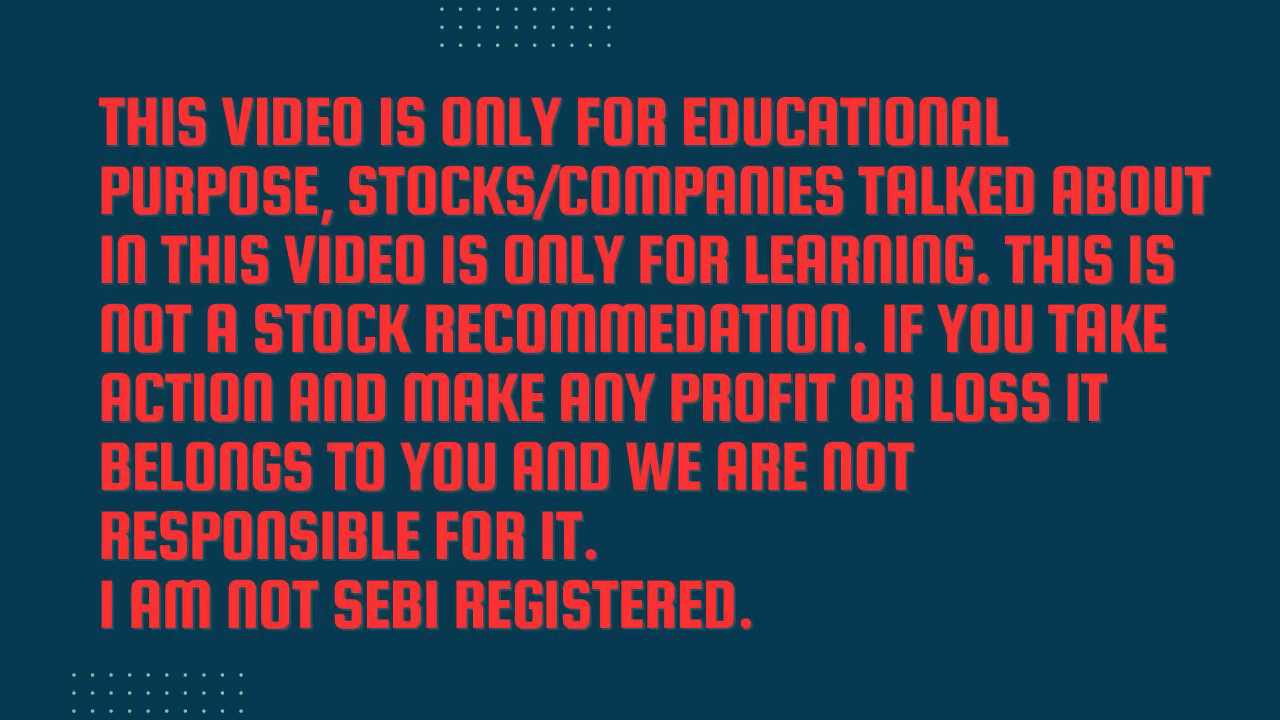 THIS VIDEO IS ONLY FOR EDUCATIONAL
PURPOSE, STOCKS/COMPANIES TALKED ABOUT
IN THIS VIDEO IS ONLY FOR LEARNING. THIS IS
NOT A STOCK RECOMMEDATION. IF YOU TAKE
ACTION AND MAKE ANY PROFIT OR LOSS IT
BELONGS TO YOU AND WE ARE NOT
RESPONSIBLE FOR IT.
I AM NOT SEBI REGISTERED.